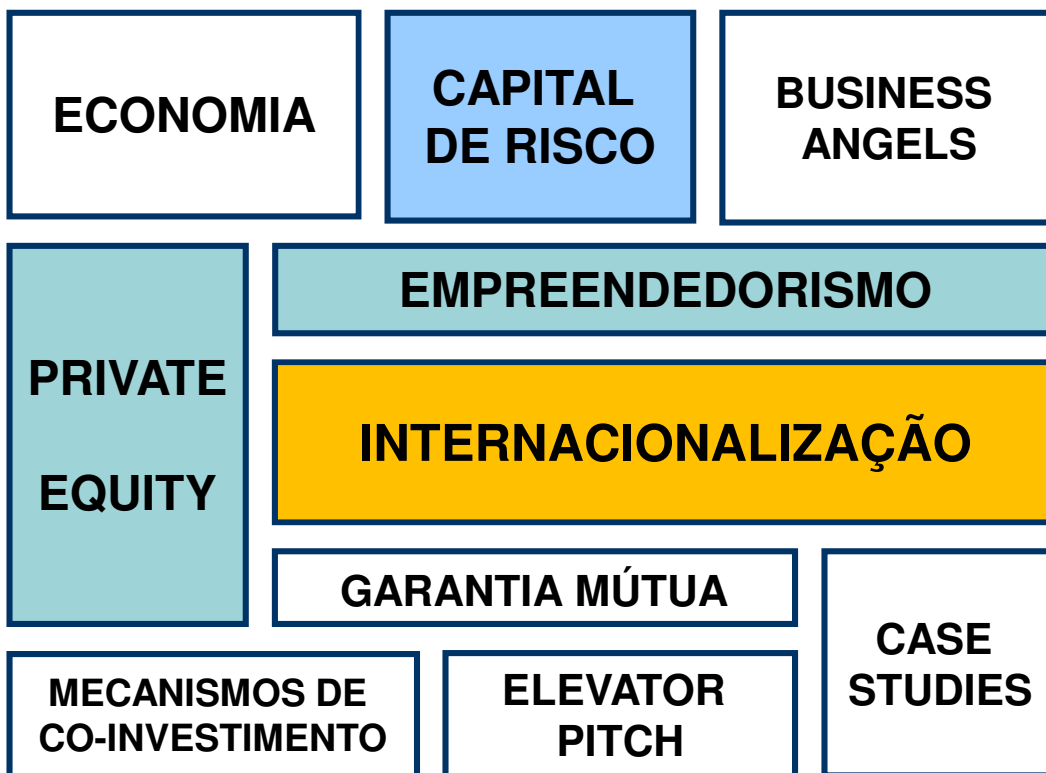 ECONOMIA
CAPITAL
DE RISCO
BUSINESS
ANGELS
EMPREENDEDORISMO
PRIVATE
EQUITY
INTERNACIONALIZAÇÃO
GARANTIA MÚTUA
CASE
STUDIES
MECANISMOS DE
CO-INVESTIMENTO
ELEVATOR
PITCH